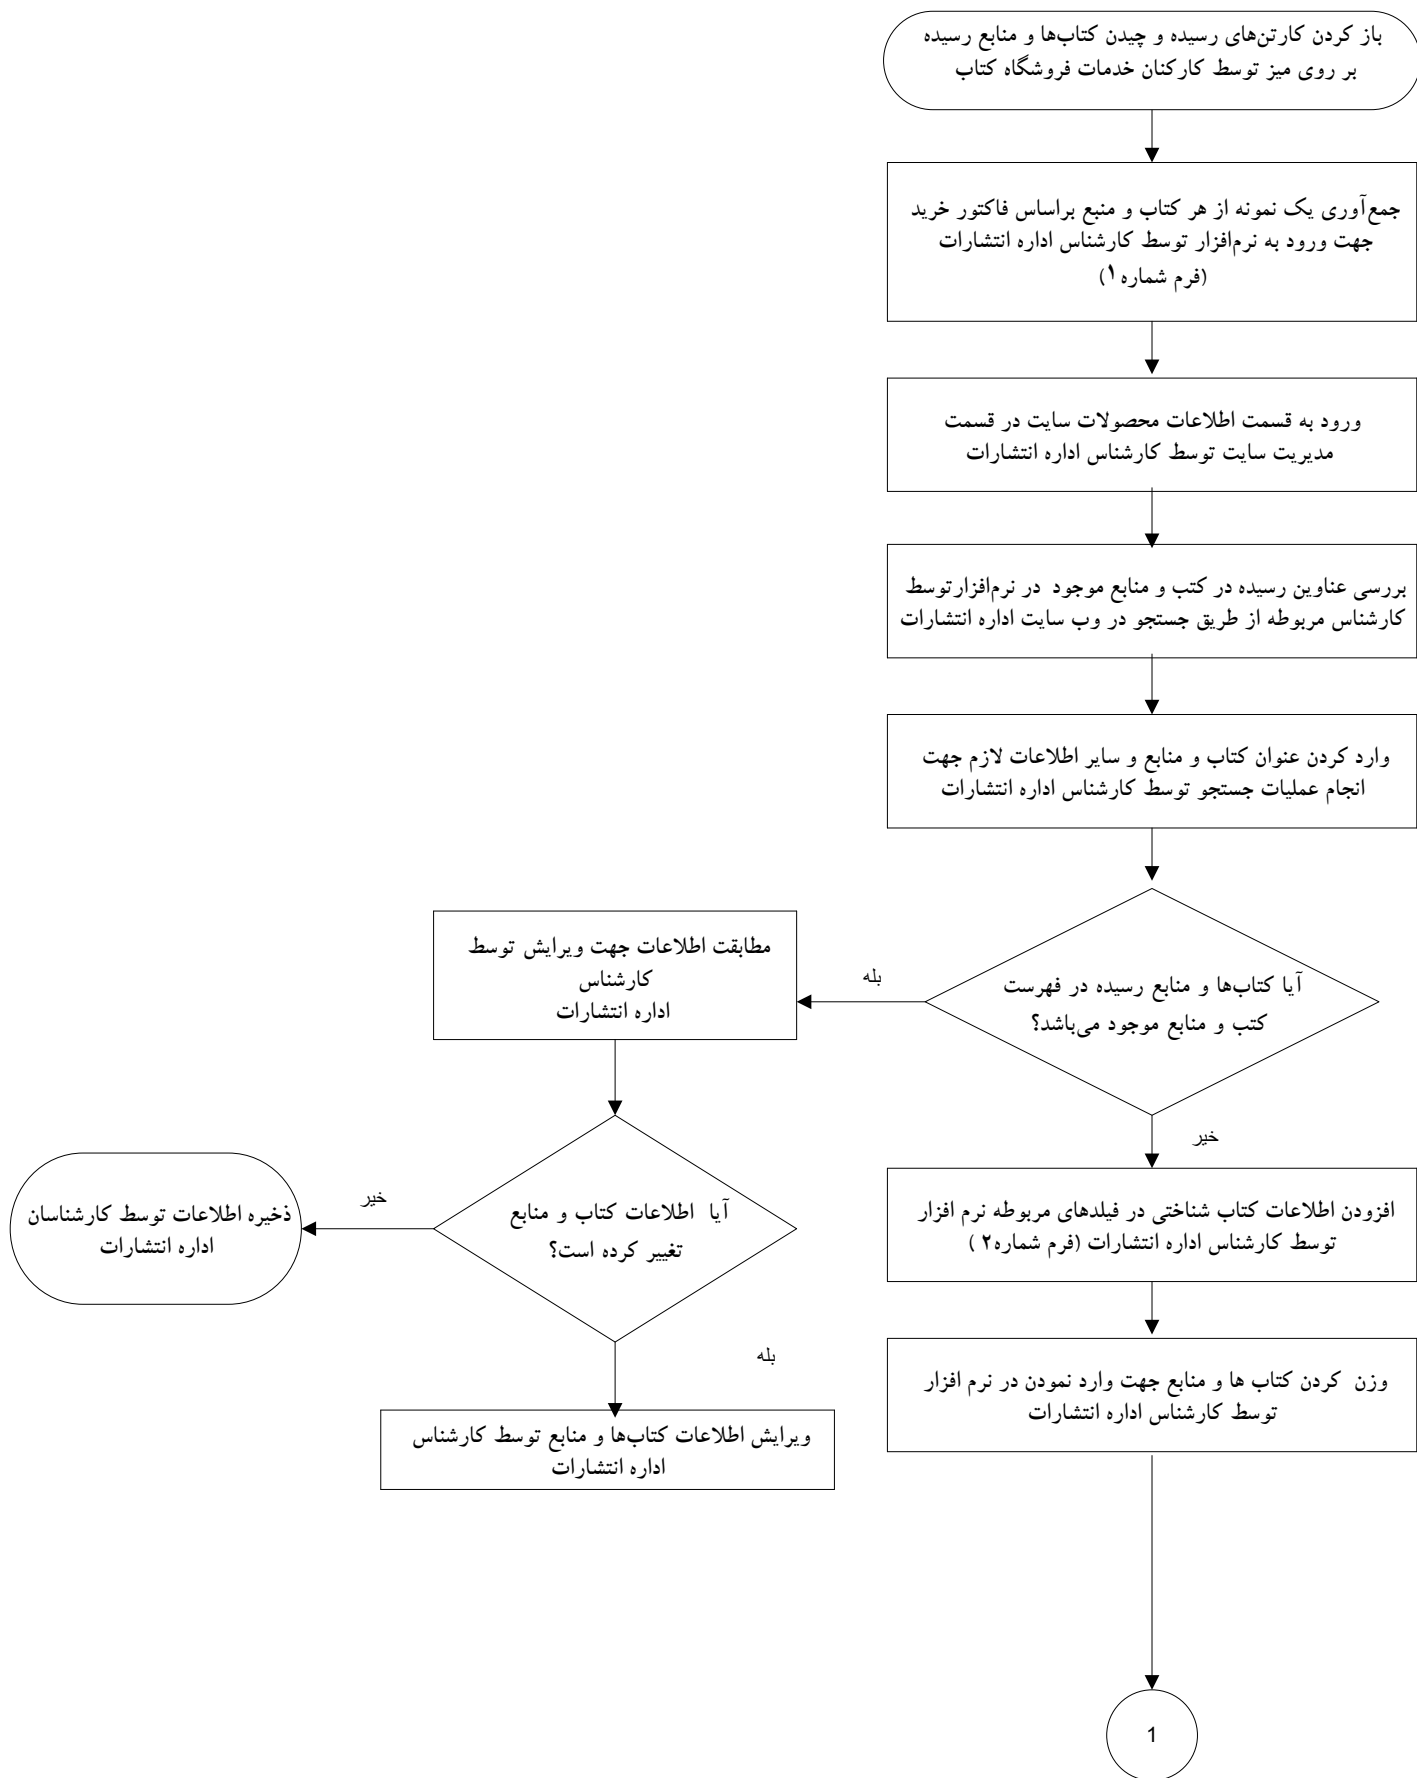 باز کردن کارتن‌های رسیده و چیدن کتاب‌ها و منابع رسیده
بر روی میز توسط کارکنان خدمات فروشگاه کتاب
جمع‌آوری یک نمونه از هر کتاب و منبع براساس فاکتور خرید
جهت ورود به نرم‌افزار توسط کارشناس اداره انتشارات
(فرم شماره ۱)
ورود به قسمت اطلاعات محصولات سایت در قسمت
مدیریت سایت توسط کارشناس اداره انتشارات
بررسی عناوین رسیده در کتب و منابع موجود در نرم‌افزارتوسط
کارشناس مربوطه از طریق جستجو در وب سایت اداره انتشارات
وارد کردن عنوان کتاب و منابع و سایر اطلاعات لازم جهت
انجام عملیات جستجو توسط کارشناس اداره انتشارات
آیا کتاب‌ها و منابع رسیده در فهرست
کتب و منابع موجود می‌باشد؟
بله
مطابقت اطلاعات جهت ویرایش توسط
کارشناس
اداره انتشارات
خیر
افزودن اطلاعات کتاب شناختی در فیلدهای مربوطه نرم افزار
توسط کارشناس اداره انتشارات (فرم شماره۲ )
آیا اطلاعات کتاب و منابع
تغییر کرده است؟
خیر
ذخیره اطلاعات توسط کارشناسان
اداره انتشارات
بله
ویرایش اطلاعات کتاب‌ها و منابع توسط کارشناس
اداره انتشارات
وزن کردن کتاب ها و منابع جهت وارد نمودن در نرم افزار
توسط کارشناس اداره انتشارات
1